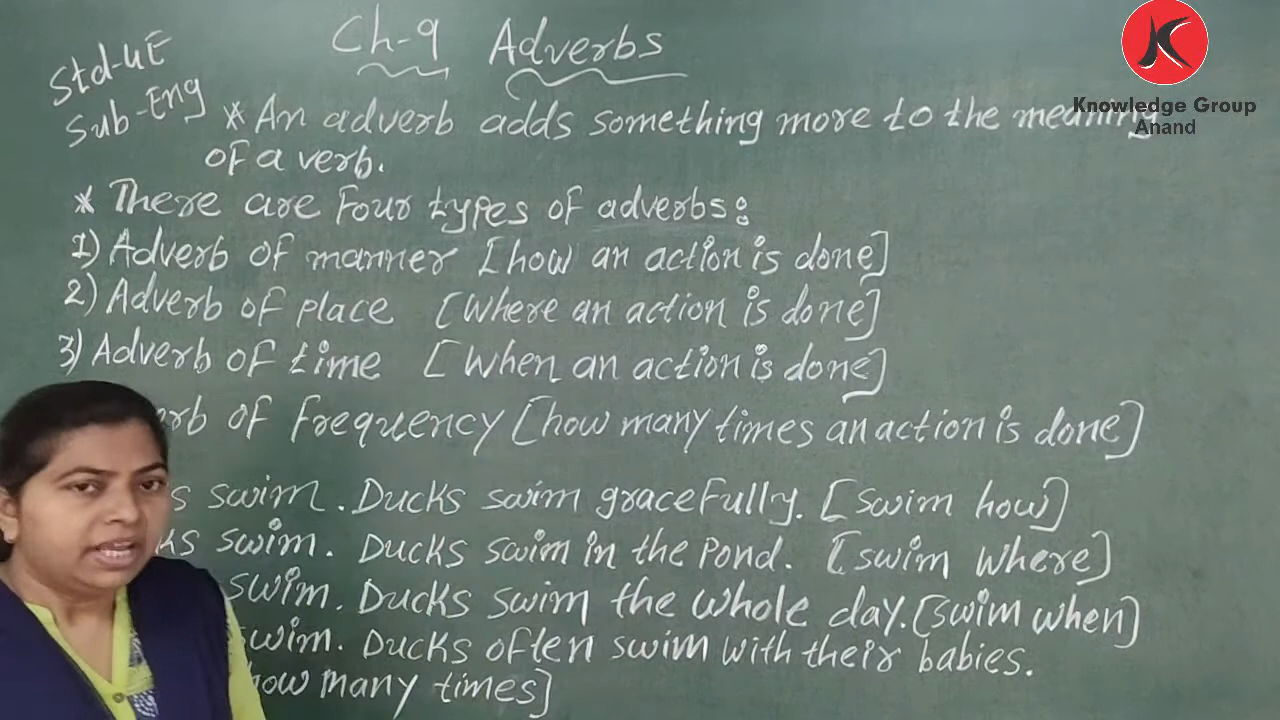 Ch-9 Adverbs
Std-4E
Sub-Eng
Knowledge Group
Anand
* An adverb adds something more to the meaning
of a verb.
* There are four types of adverbs:
1) Adverb of manner [how an action is done]
2) Adverb of place [Where an action is done]
3) Adverb of time [When an action is done]
erb of frequency [how many times an action is done]
s swim. Ducks swim gracefully. [swim how]
ks swim. Ducks swim in the pond. [swim where]
swim. Ducks swim the whole day. [swim when]
swim. Ducks often swim with their babies.
how many times]